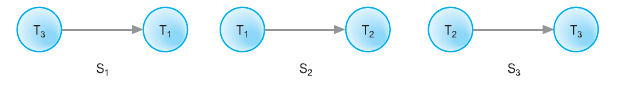 T₃ T₁ T₁ T₂ T₂ T₃
S₁ S₂ S₃